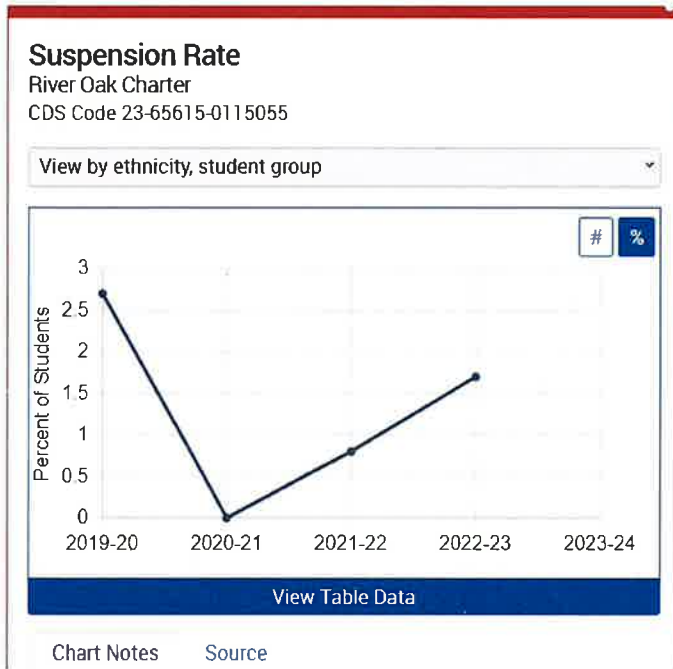 Suspension Rate
River Oak Charter
CDS Code 23-65615-0115055
View by ethnicity, student group
# %
Percent of Students
3
2.5
2
1.5
1
0.5
0
2019-20 2020-21 2021-22 2022-23 2023-24
View Table Data
Chart Notes Source